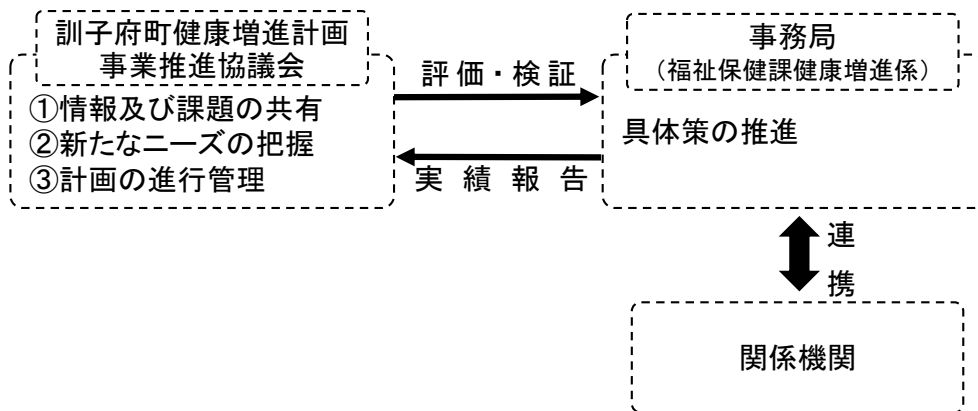 訓子府町健康増進計画
事業推進協議会
①情報及び課題の共有
②新たなニーズの把握
③計画の進行管理
評価・検証
実績報告
事務局
（福祉保健課健康増進係）
具体策の推進
連
携
関係機関